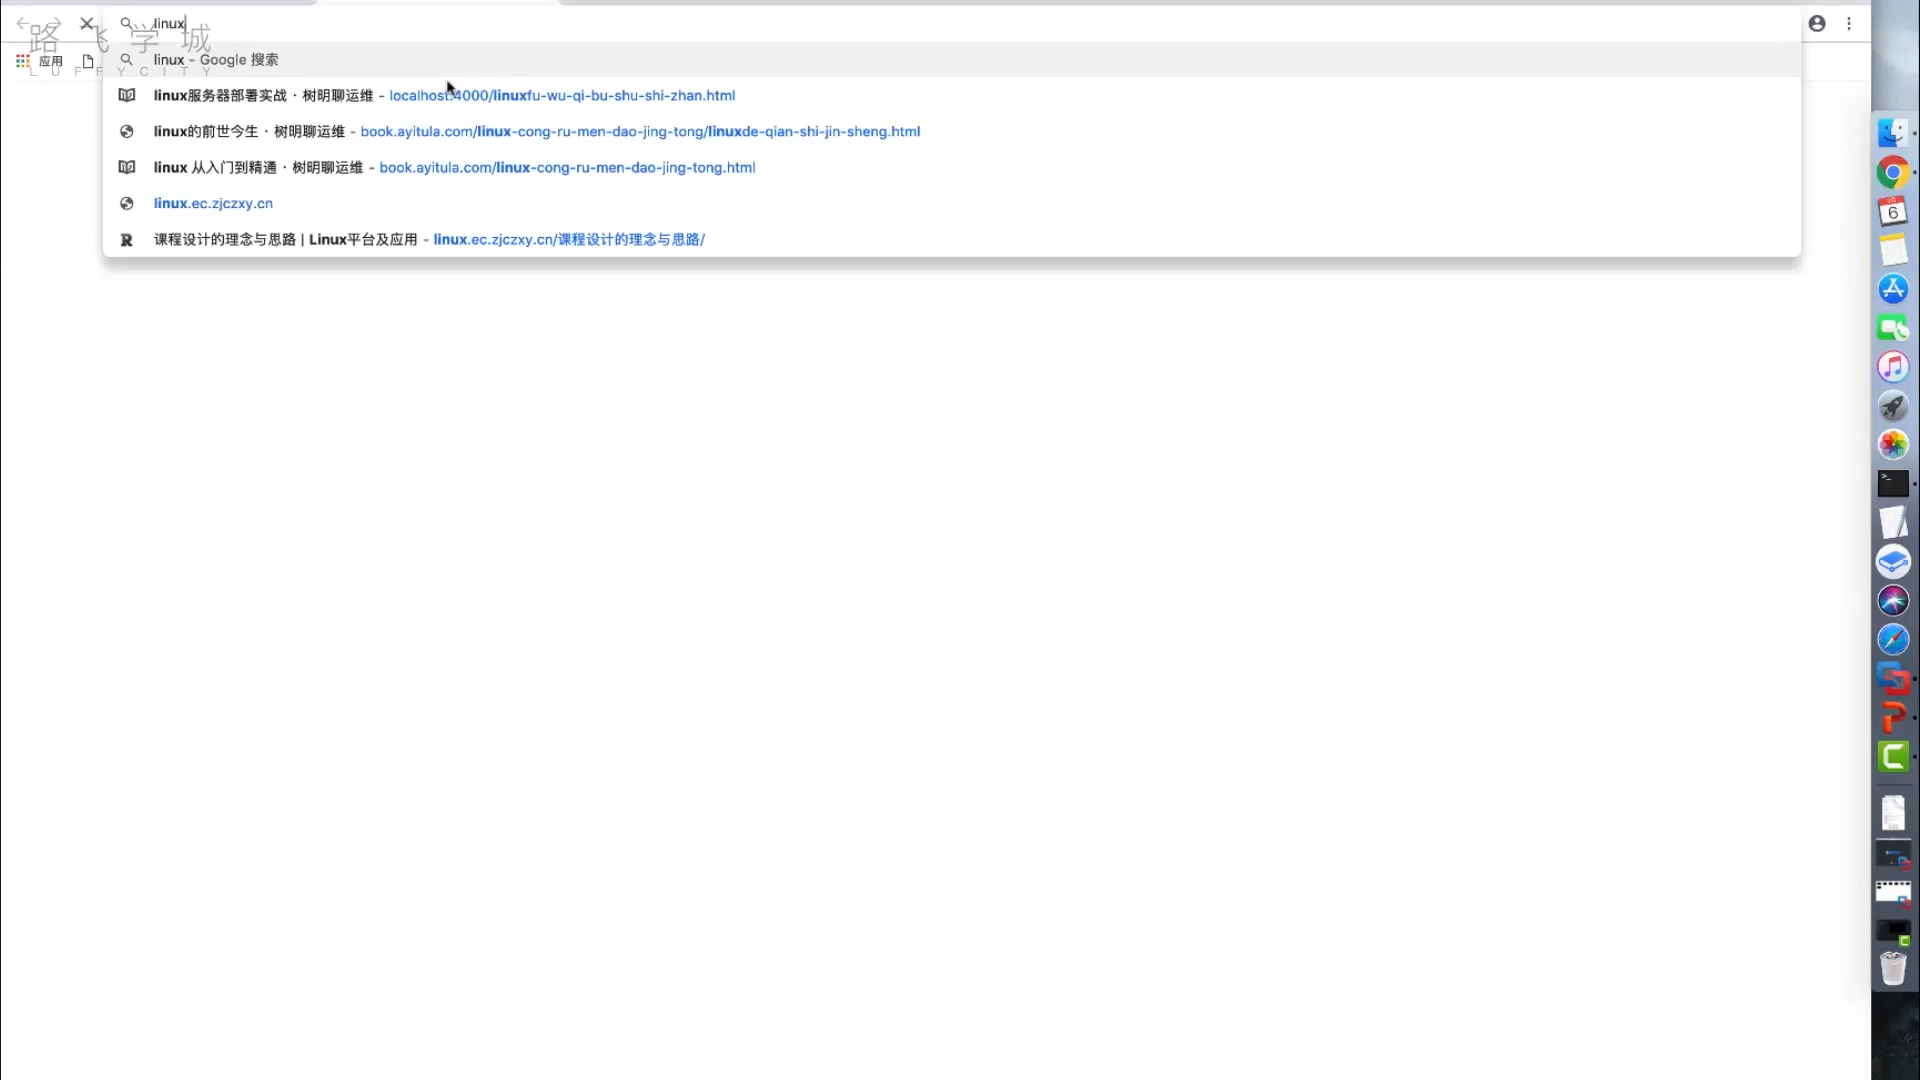 linux
路飞学城
LUFFYCITY
应用
linux - Google 搜索
linux服务器部署实战 · 树明聊运维 - localhost:4000/linuxfu-wu-qi-bu-shu-shi-zhan.html
linux的前世今生 · 树明聊运维 - book.ayitula.com/linux-cong-ru-men-dao-jing-tong/linuxde-qian-shi-jin-sheng.html
linux 从入门到精通 · 树明聊运维 - book.ayitula.com/linux-cong-ru-men-dao-jing-tong.html
linux.ec.zjczxy.cn
课程设计的理念与思路 | Linux平台及应用 - linux.ec.zjczxy.cn/课程设计的理念与思路/
6